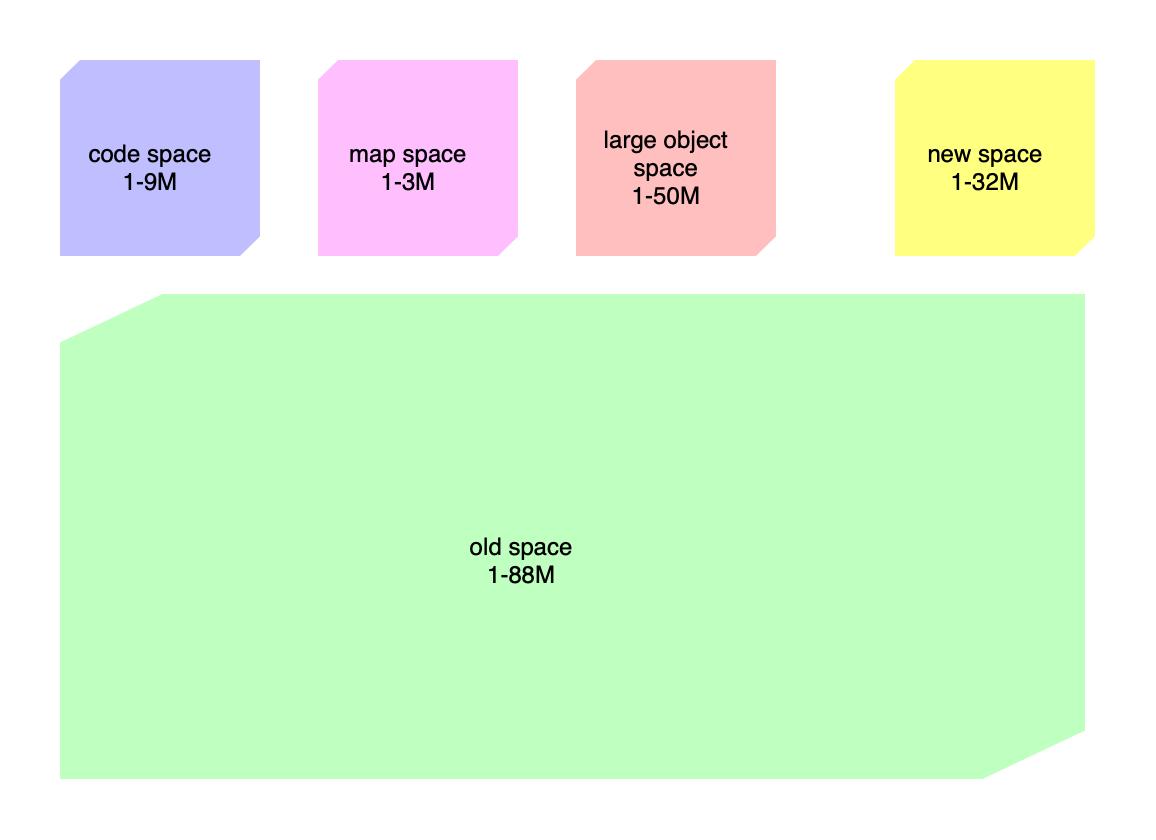 code space
1-9M
map space
1-3M
large object
space
1-50M
new space
1-32M
old space
1-88M